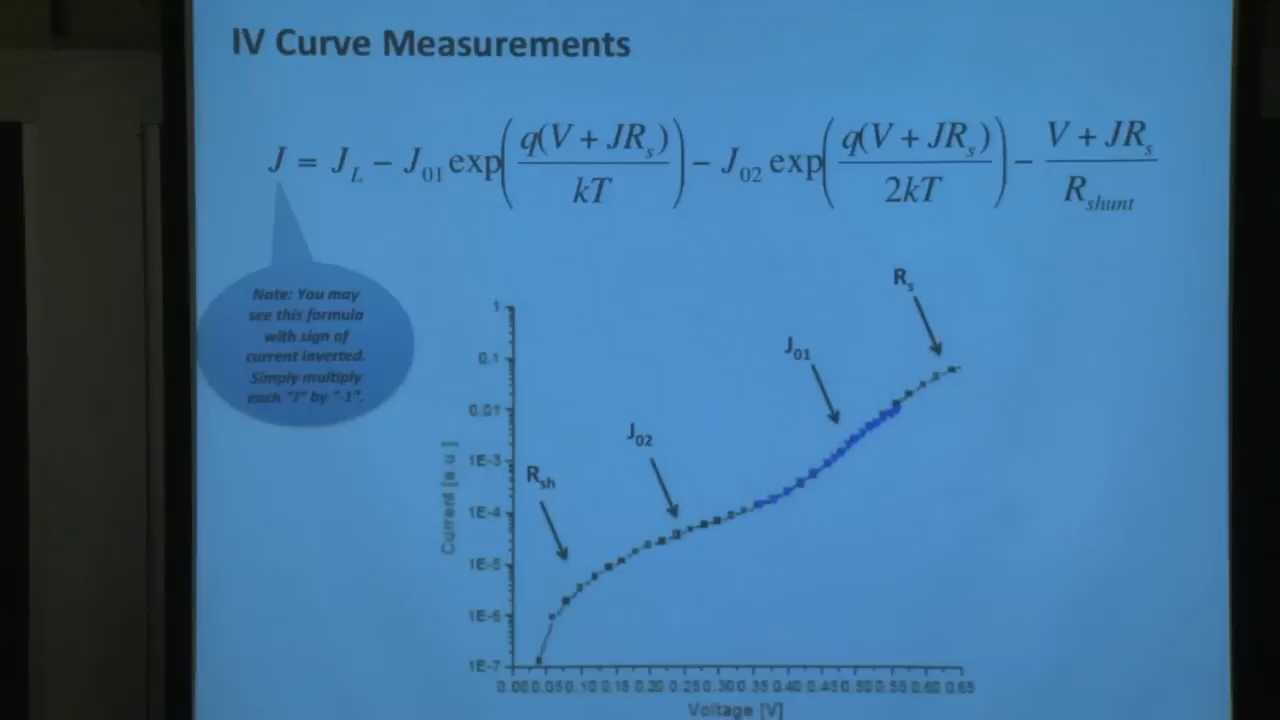 IV Curve Measurements
J = J_L − J_01 exp( q(V + JR_s) / kT ) − J_02 exp( q(V + JR_s) / 2kT ) − (V + JR_s) / R_shunt
Note: You may
see this formula
with sign of
current inverted.
Simply multiply
each "J" by "-1".
R_s
J_01
J_02
R_sh
1
0.1
0.01
1E-3
1E-4
1E-5
1E-6
1E-7
Current [a.u.]
0.00 0.05 0.10 0.15 0.20 0.25 0.30 0.35 0.40 0.45 0.50 0.55 0.60 0.65
Voltage [V]